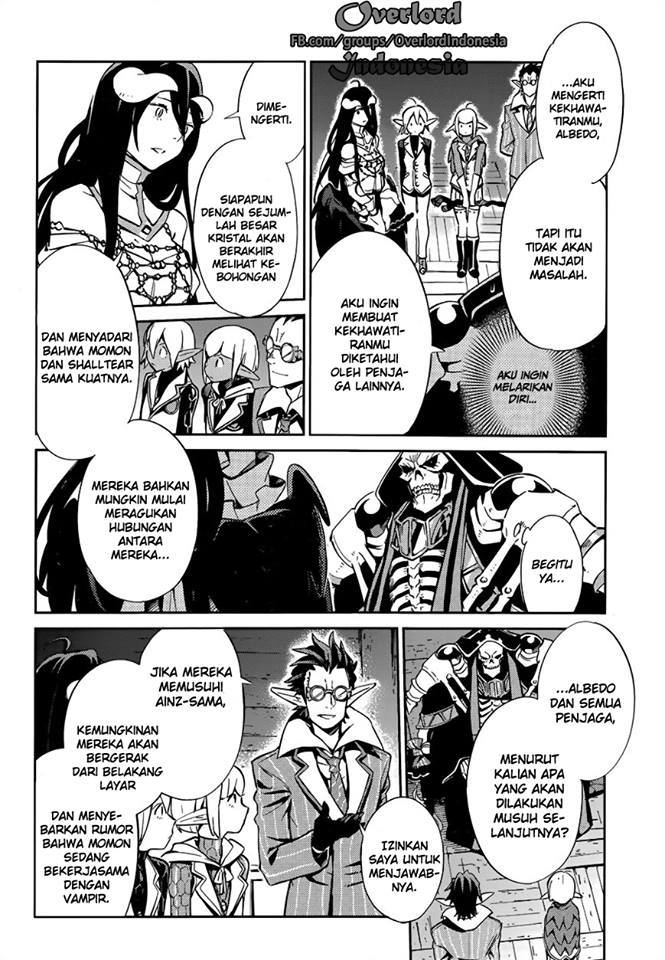 Overlord
FB.com/groups/OverlordIndonesia
Indonesia
...AKU
MENGERTI
KEKHAWA-
TIRANMU,
ALBEDO,
TAPI ITU
TIDAK AKAN
MENJADI
MASALAH.
AKU INGIN
MELARIKAN
DIRI...
AKU INGIN
MEMBUAT
KEKHAWATI-
RANMU
DIKETAHUI
OLEH PENJA-
GA LAINNYA.
DIME-
NGERTI.
SIAPAPUN
DENGAN SEJUM-
LAH BESAR
KRISTAL AKAN
BERAKHIR
MELIHAT KE-
BOHONGAN
DAN MENYADARI
BAHWA MOMON
DAN SHALLTEAR
SAMA KUATNYA.
MEREKA BAHKAN
MUNGKIN MULAI
MERAGUKAN
HUBUNGAN
ANTARA
MEREKA...
BEGITU
YA...
...ALBEDO
DAN SEMUA
PENJAGA,
MENURUT
KALIAN APA
YANG AKAN
DILAKUKAN
MUSUH SE-
LANJUTNYA?
IZINKAN
SAYA UNTUK
MENJAWAB-
NYA.
JIKA MEREKA
MEMUSUHI
AINZ-SAMA,
KEMUNGKINAN
MEREKA AKAN
BERGERAK
DARI BELAKANG
LAYAR
DAN MENYE-
BARKAN RUMOR
BAHWA MOMON
SEDANG
BEKERJASAMA
DENGAN
VAMPIR.